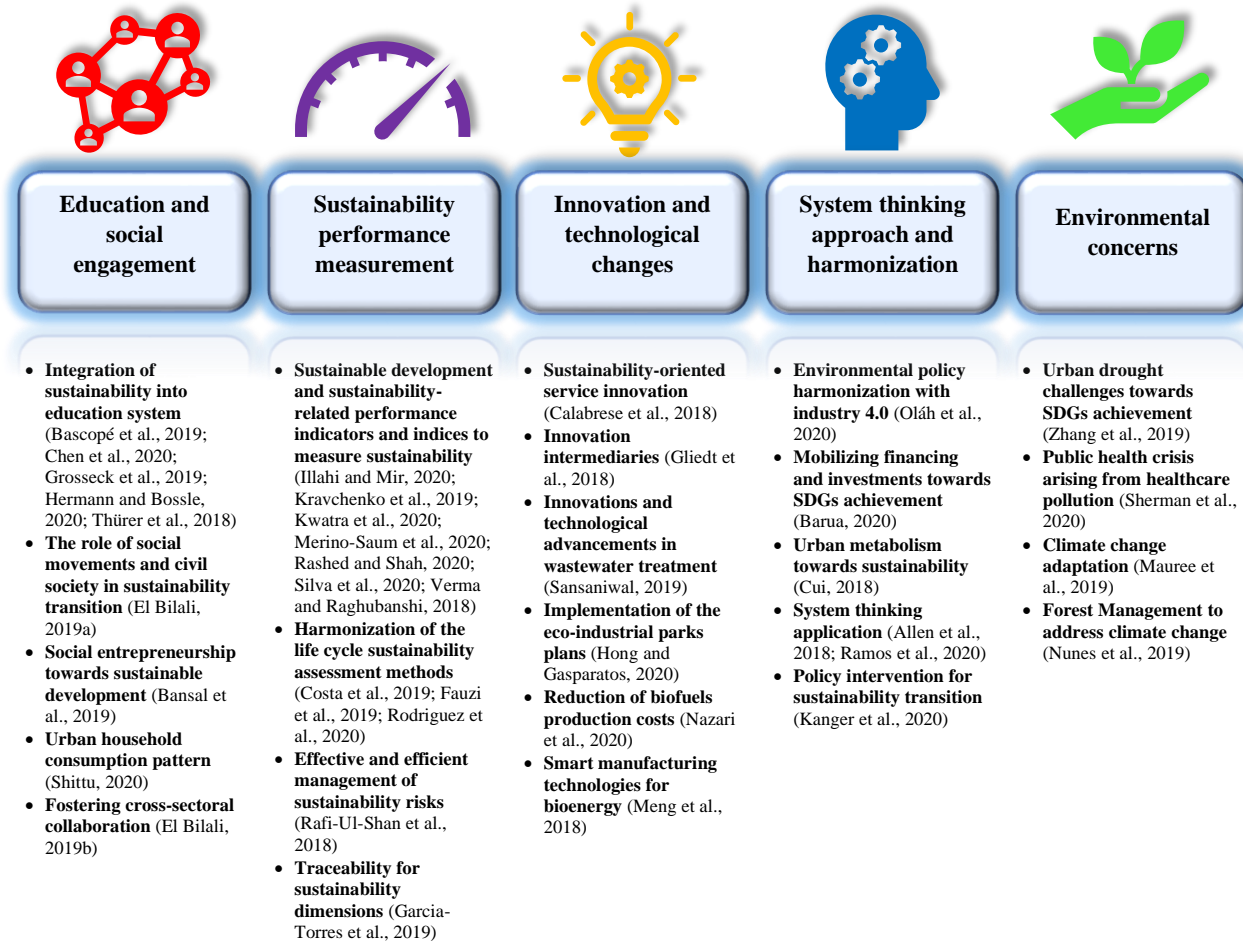 Education and
social
engagement
Sustainability
performance
measurement
Innovation and
technological
changes
System thinking
approach and
harmonization
Environmental
concerns
• Integration of
sustainability into
education system
(Bascopé et al., 2019;
Chen et al., 2020;
Grosseck et al., 2019;
Hermann and Bossle,
2020; Thürer et al., 2018)
• The role of social
movements and civil
society in sustainability
transition (El Bilali,
2019a)
• Social entrepreneurship
towards sustainable
development (Bansal et
al., 2019)
• Urban household
consumption pattern
(Shittu, 2020)
• Fostering cross-sectoral
collaboration (El Bilali,
2019b)
• Sustainable development
and sustainability-
related performance
indicators and indices to
measure sustainability
(Illahi and Mir, 2020;
Kravchenko et al., 2019;
Kwatra et al., 2020;
Merino-Saum et al., 2020;
Rashed and Shah, 2020;
Silva et al., 2020; Verma
and Raghubanshi, 2018)
• Harmonization of the
life cycle sustainability
assessment methods
(Costa et al., 2019; Fauzi
et al., 2019; Rodriguez et
al., 2020)
• Effective and efficient
management of
sustainability risks
(Rafi-Ul-Shan et al.,
2018)
• Traceability for
sustainability
dimensions (Garcia-
Torres et al., 2019)
• Sustainability-oriented
service innovation
(Calabrese et al., 2018)
• Innovation
intermediaries (Gliedt et
al., 2018)
• Innovations and
technological
advancements in
wastewater treatment
(Sansaniwal, 2019)
• Implementation of the
eco-industrial parks
plans (Hong and
Gasparatos, 2020)
• Reduction of biofuels
production costs (Nazari
et al., 2020)
• Smart manufacturing
technologies for
bioenergy (Meng et al.,
2018)
• Environmental policy
harmonization with
industry 4.0 (Oláh et al.,
2020)
• Mobilizing financing
and investments towards
SDGs achievement
(Barua, 2020)
• Urban metabolism
towards sustainability
(Cui, 2018)
• System thinking
application (Allen et al.,
2018; Ramos et al., 2020)
• Policy intervention for
sustainability transition
(Kanger et al., 2020)
• Urban drought
challenges towards
SDGs achievement
(Zhang et al., 2019)
• Public health crisis
arising from healthcare
pollution (Sherman et al.,
2020)
• Climate change
adaptation (Mauree et
al., 2019)
• Forest Management to
address climate change
(Nunes et al., 2019)